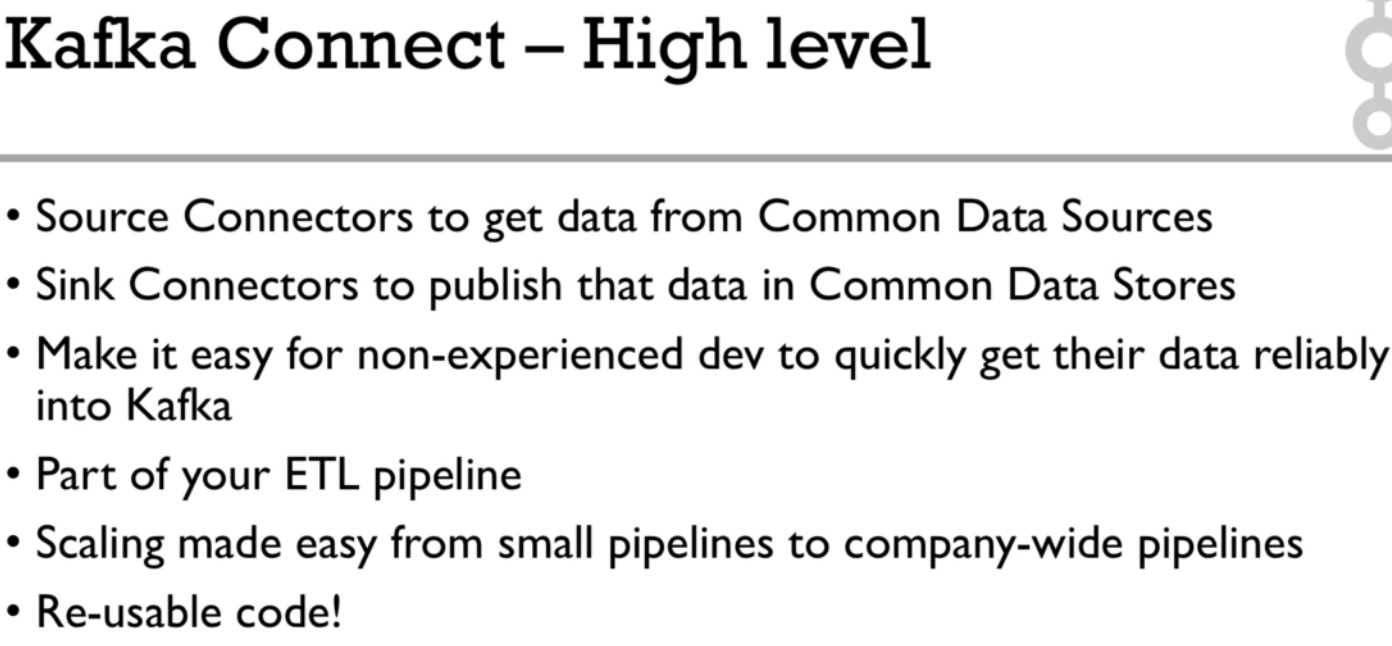 Kafka Connect – High level
• Source Connectors to get data from Common Data Sources
• Sink Connectors to publish that data in Common Data Stores
• Make it easy for non-experienced dev to quickly get their data reliably
into Kafka
• Part of your ETL pipeline
• Scaling made easy from small pipelines to company-wide pipelines
• Re-usable code!